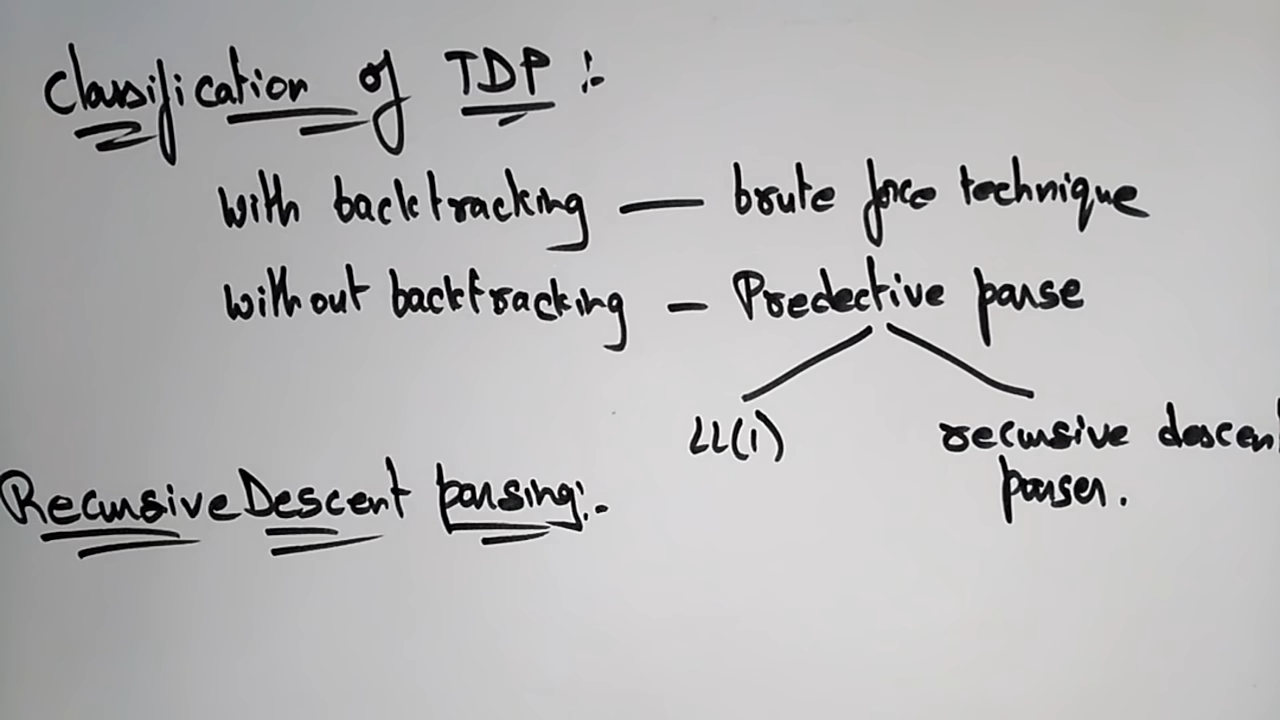 Classification of TDP :-
with backtracking — brute force technique
without backtracking – Predective parse
LL(1) recursive descent
parser.
Recursive Descent parsing:-